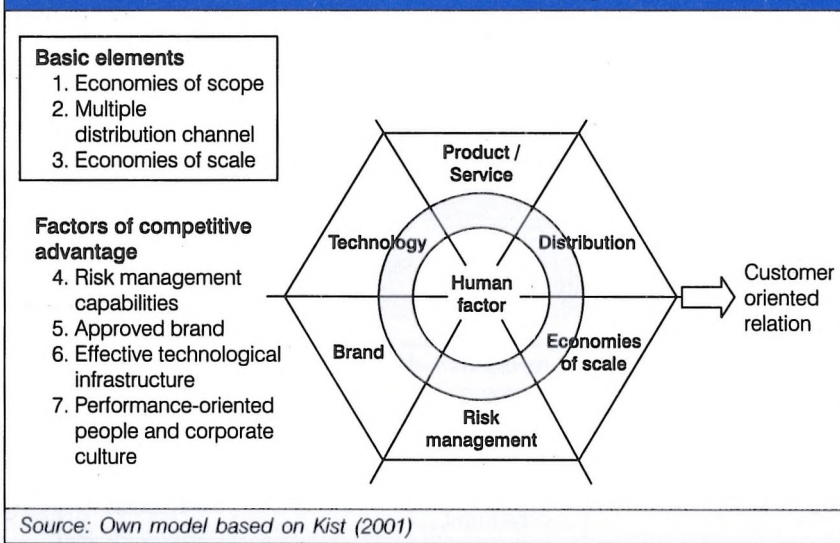 Basic elements
1. Economies of scope
2. Multiple
distribution channel
3. Economies of scale
Factors of competitive
advantage
4. Risk management
capabilities
5. Approved brand
6. Effective technological
infrastructure
7. Performance-oriented
people and corporate
culture
Product /
Service
Technology
Distribution
Human
factor
Brand
Economies
of scale
Risk
management
Customer
oriented
relation
Source: Own model based on Kist (2001)